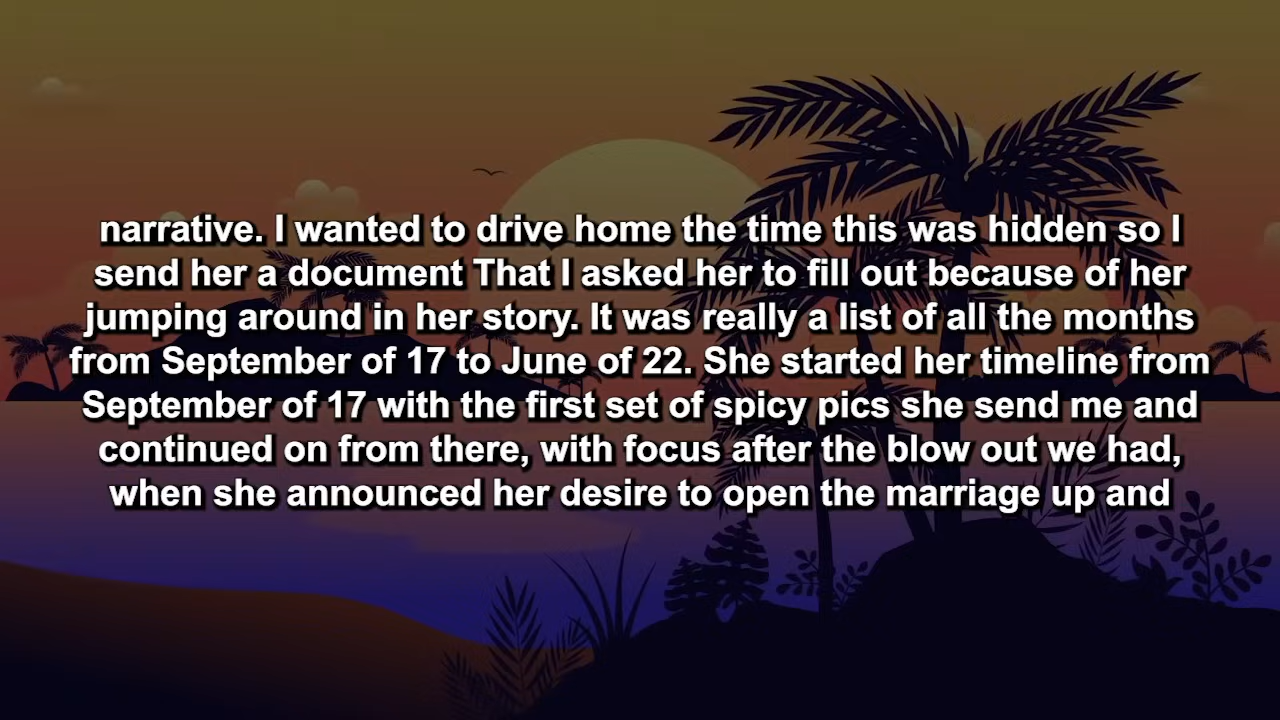 narrative. I wanted to drive home the time this was hidden so I
send her a document That I asked her to fill out because of her
jumping around in her story. It was really a list of all the months
from September of 17 to June of 22. She started her timeline from
September of 17 with the first set of spicy pics she send me and
continued on from there, with focus after the blow out we had,
when she announced her desire to open the marriage up and